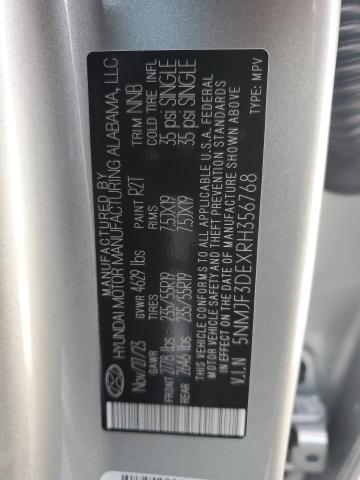 MANUFACTURED BY
HYUNDAI MOTOR MANUFACTURING ALABAMA, LLC
Nov/27/23 GVWR 4629 lbs PAINT R2T TRIM NNB
GAWR TIRES RIMS COLD TIRE INFL
FRONT 2778 lbs 235/55R19 7.5JX19 35 psi SINGLE
REAR 2646 lbs 235/55R19 7.5JX19 35 psi SINGLE
THIS VEHICLE CONFORMS TO ALL APPLICABLE U.S.A. FEDERAL
MOTOR VEHICLE SAFETY AND THEFT PREVENTION STANDARDS
IN EFFECT ON THE DATE OF MANUFACTURE SHOWN ABOVE
V.I.N 5NMJF3DEXRH356768 TYPE: MPV